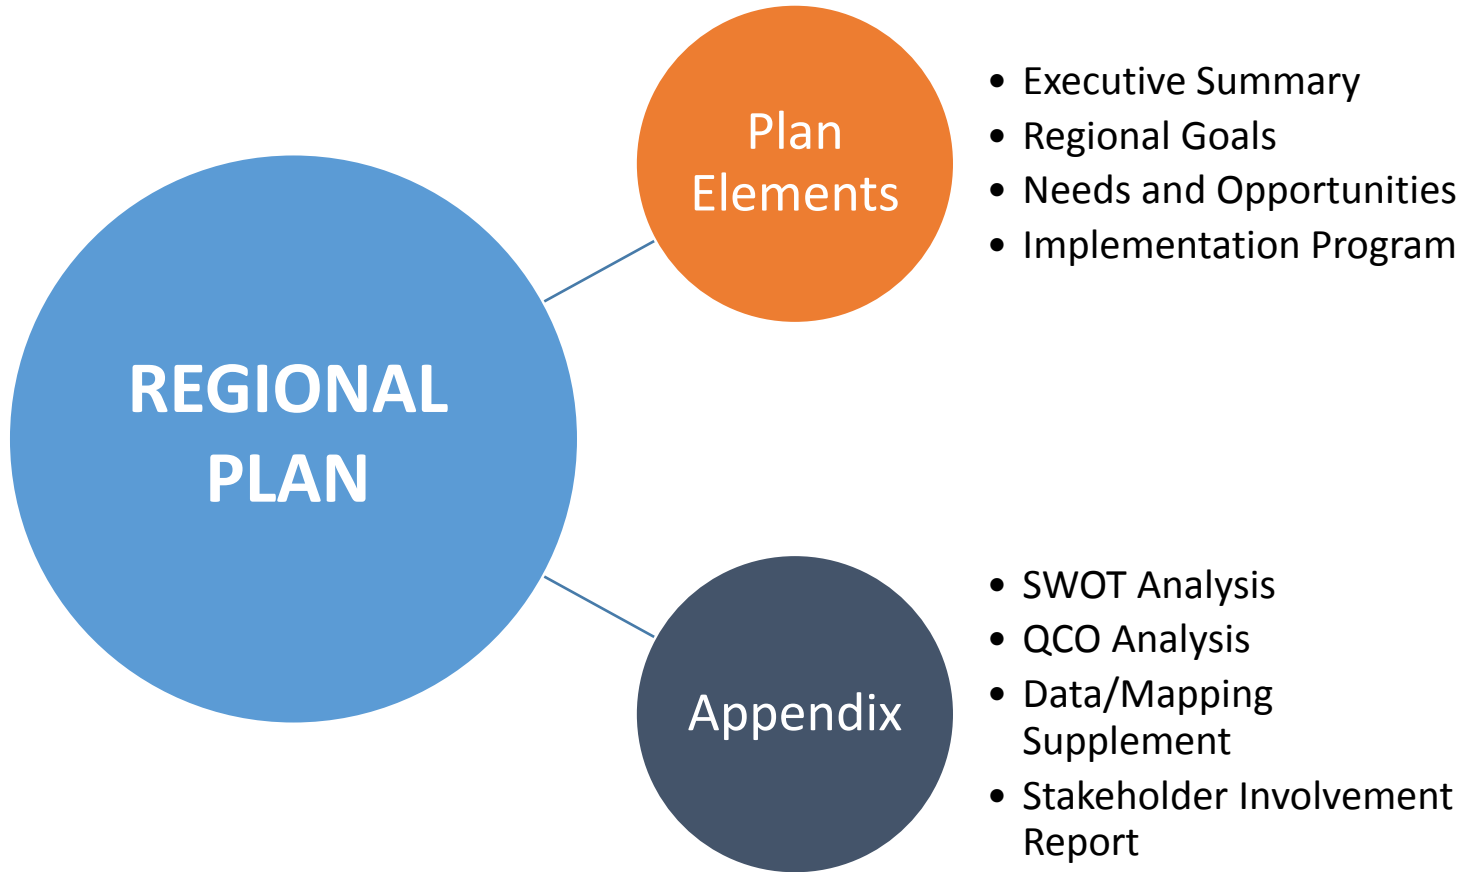 REGIONAL
PLAN
Plan
Elements
• Executive Summary
• Regional Goals
• Needs and Opportunities
• Implementation Program
Appendix
• SWOT Analysis
• QCO Analysis
• Data/Mapping
Supplement
• Stakeholder Involvement
Report